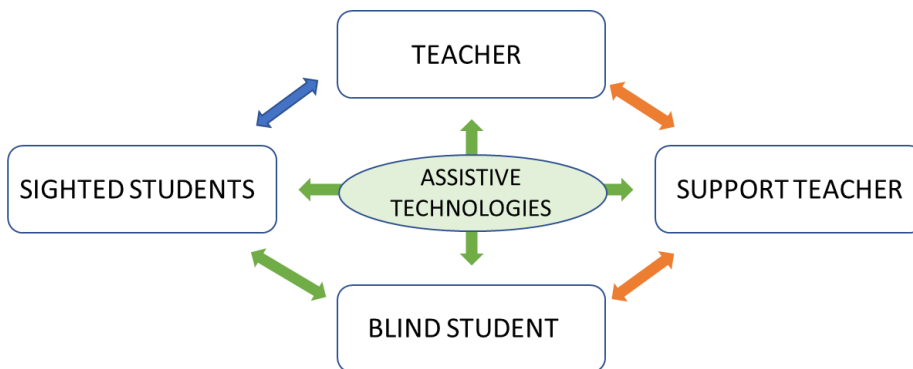 TEACHER
SIGHTED STUDENTS
ASSISTIVE
TECHNOLOGIES
SUPPORT TEACHER
BLIND STUDENT